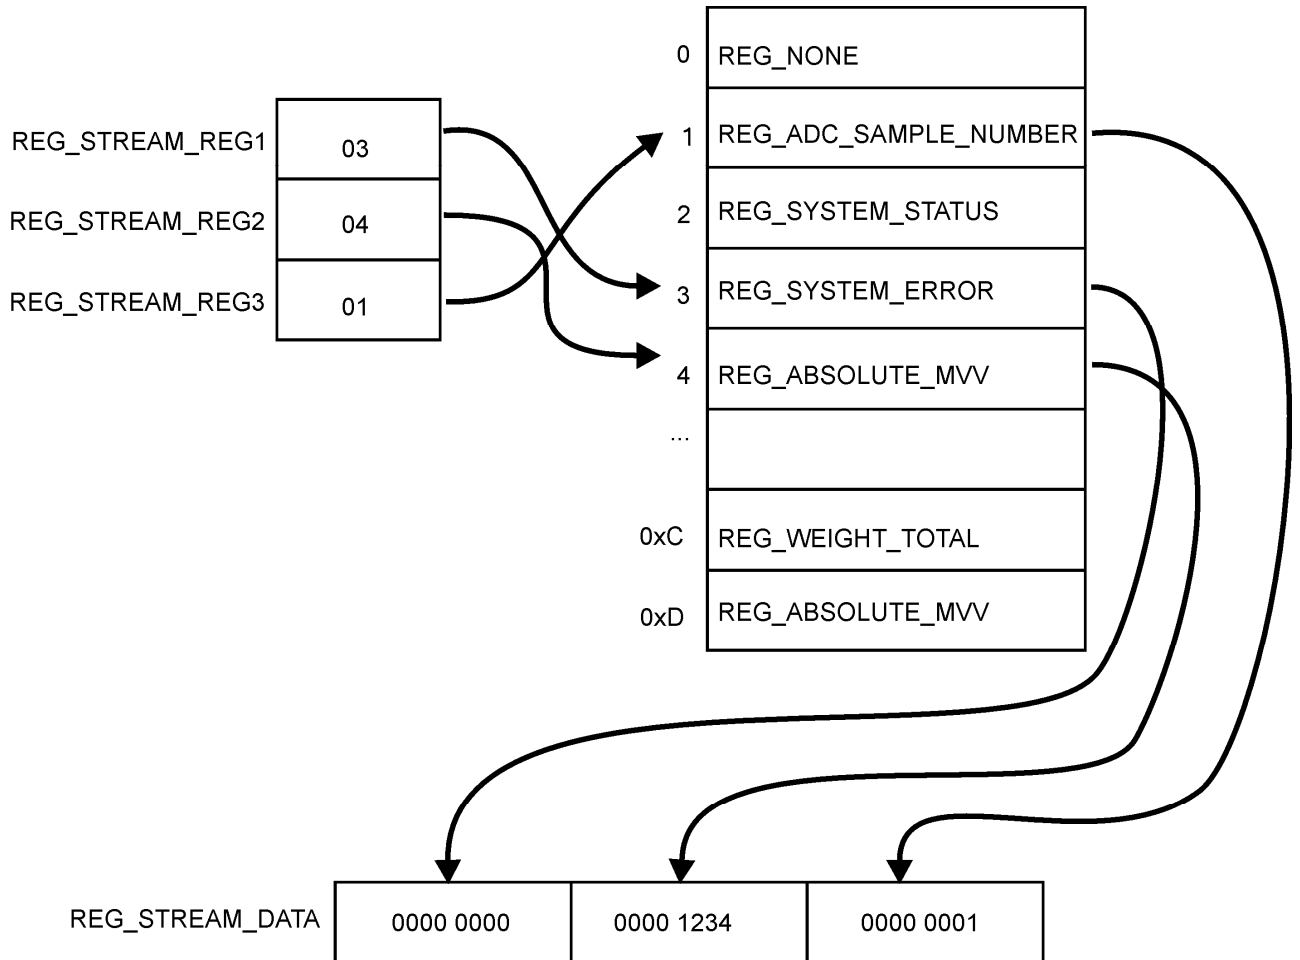 0 REG_NONE
REG_STREAM_REG1 03 1 REG_ADC_SAMPLE_NUMBER
REG_STREAM_REG2 04 2 REG_SYSTEM_STATUS
REG_STREAM_REG3 01 3 REG_SYSTEM_ERROR
4 REG_ABSOLUTE_MVV
...
0xC REG_WEIGHT_TOTAL
0xD REG_ABSOLUTE_MVV
REG_STREAM_DATA 0000 0000 0000 1234 0000 0001